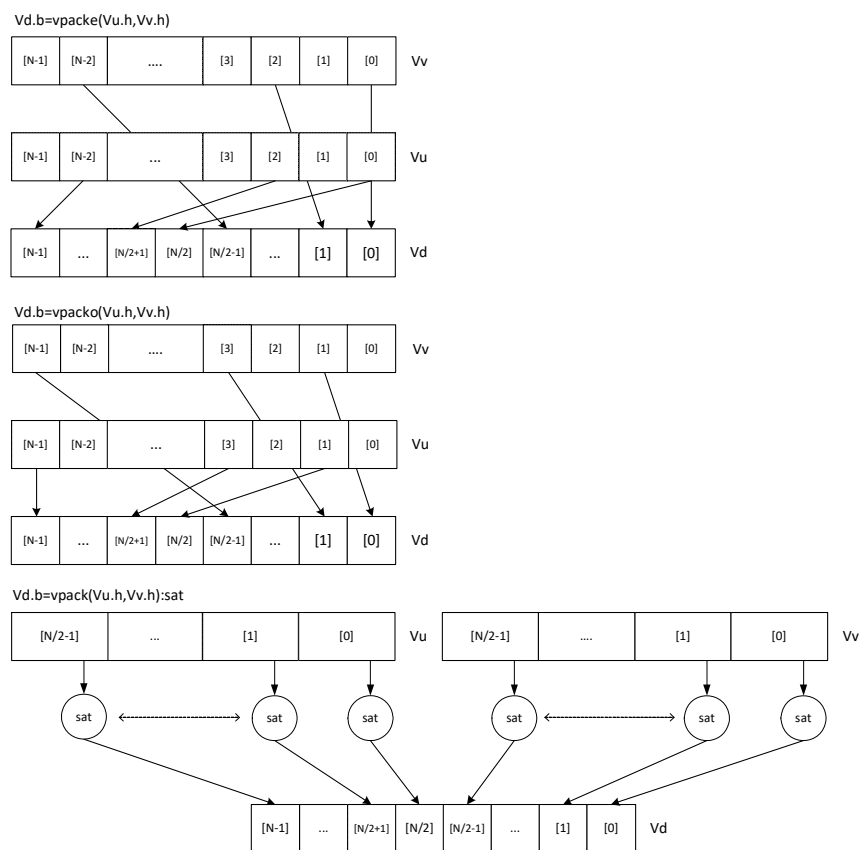 Vd.b=vpacke(Vu.h,Vv.h)
[N-1] [N-2] .... [3] [2] [1] [0] Vv
[N-1] [N-2] ... [3] [2] [1] [0] Vu
[N-1] ... [N/2+1] [N/2] [N/2-1] ... [1] [0] Vd
Vd.b=vpacko(Vu.h,Vv.h)
[N-1] [N-2] .... [3] [2] [1] [0] Vv
[N-1] [N-2] ... [3] [2] [1] [0] Vu
[N-1] ... [N/2+1] [N/2] [N/2-1] ... [1] [0] Vd
Vd.b=vpack(Vu.h,Vv.h):sat
[N/2-1] ... [1] [0] Vu [N/2-1] .... [1] [0] Vv
sat sat sat sat sat sat
[N-1] ... [N/2+1] [N/2] [N/2-1] ... [1] [0] Vd